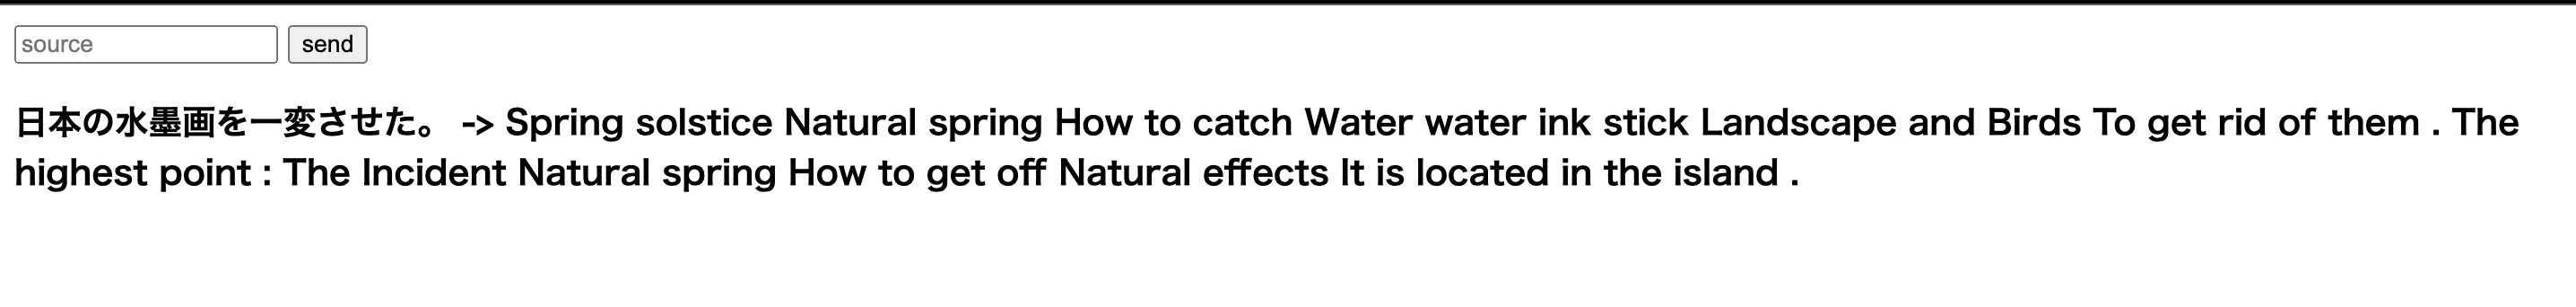 source
send
日本の水墨画を一変させた。 -> Spring solstice Natural spring How to catch Water water ink stick Landscape and Birds To get rid of them . The
highest point : The Incident Natural spring How to get off Natural effects It is located in the island .